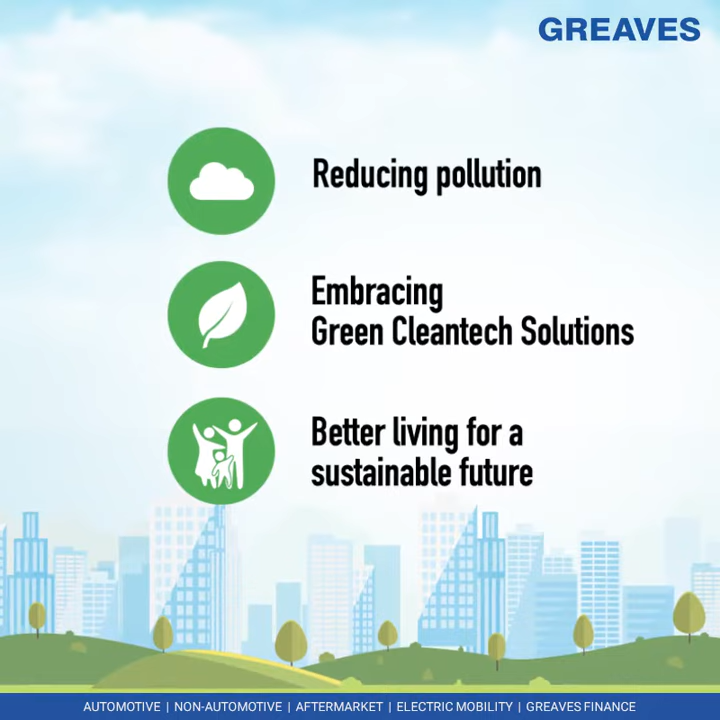 GREAVES
Reducing pollution
Embracing
Green Cleantech Solutions
Better living for a
sustainable future
AUTOMOTIVE | NON-AUTOMOTIVE | AFTERMARKET | ELECTRIC MOBILITY | GREAVES FINANCE